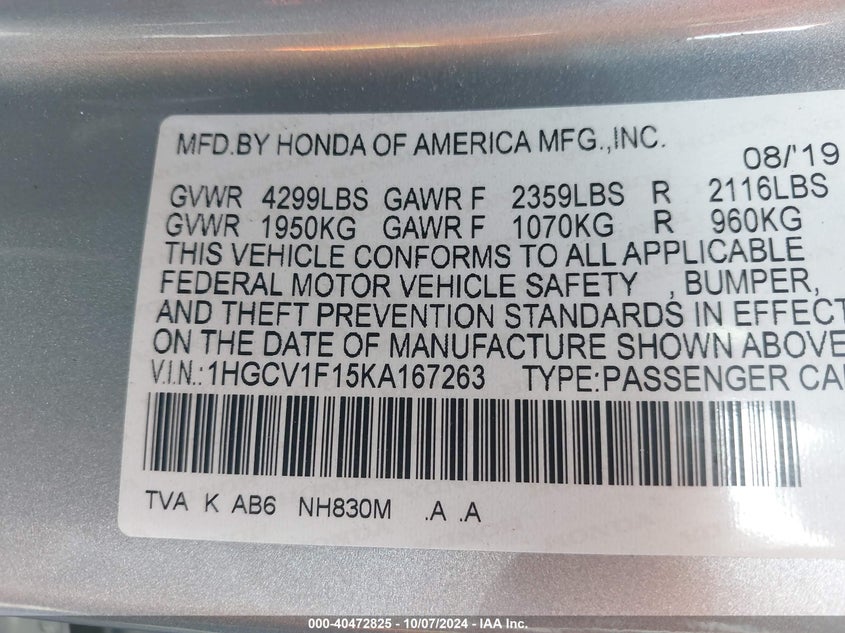 MFD.BY HONDA OF AMERICA MFG.,INC. 08/'19
GVWR 4299LBS GAWR F 2359LBS R 2116LBS
GVWR 1950KG GAWR F 1070KG R 960KG
THIS VEHICLE CONFORMS TO ALL APPLICABLE
FEDERAL MOTOR VEHICLE SAFETY , BUMPER,
AND THEFT PREVENTION STANDARDS IN EFFECT
ON THE DATE OF MANUFACTURE SHOWN ABOVE
V.I.N.:1HGCV1F15KA167263 TYPE:PASSENGER CA
TVA K AB6 NH830M .A .A
000-40472825 - 10/07/2024 - IAA Inc.